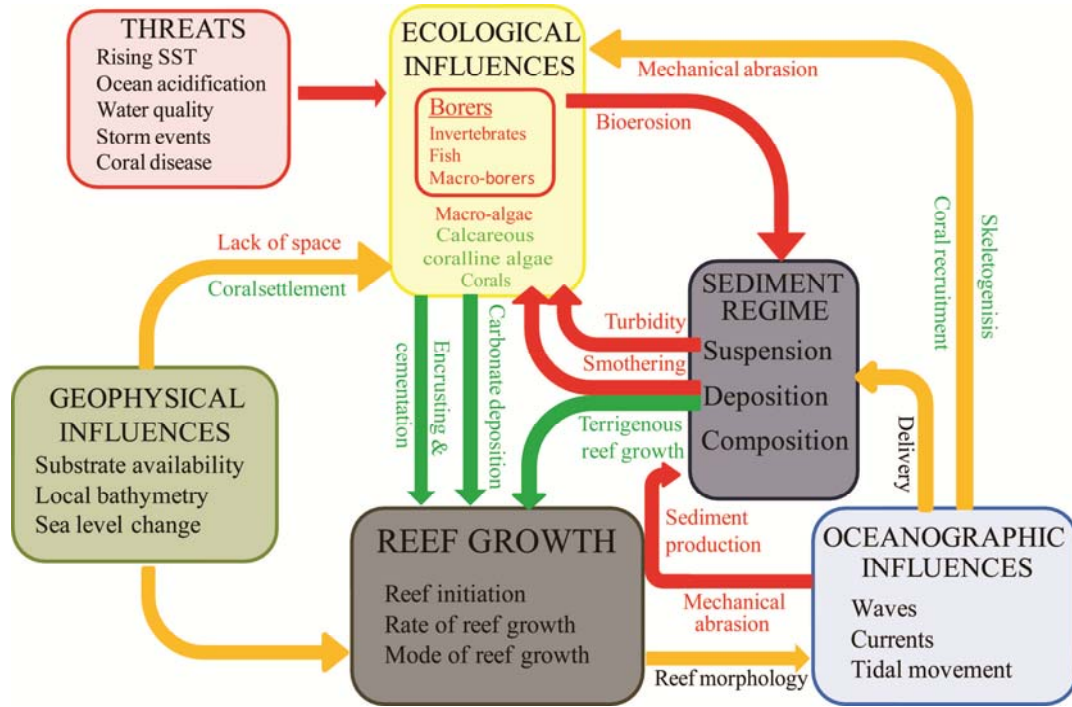 THREATS
Rising SST
Ocean acidification
Water quality
Storm events
Coral disease
ECOLOGICAL
INFLUENCES
Borers
Invertebrates
Fish
Macro-borers
Macro-algae
Calcareous
coralline algae
Corals
Mechanical abrasion
Bioerosion
Skeletogenisis
Coral recruitment
Lack of space
Coralsettlement
SEDIMENT
REGIME
Suspension
Deposition
Composition
Turbidity
Smothering
Terrigenous
reef growth
Encrusting &
cementation
Carbonate deposition
Delivery
GEOPHYSICAL
INFLUENCES
Substrate availability
Local bathymetry
Sea level change
REEF GROWTH
Reef initiation
Rate of reef growth
Mode of reef growth
Sediment
production
Mechanical
abrasion
Reef morphology
OCEANOGRAPHIC
INFLUENCES
Waves
Currents
Tidal movement